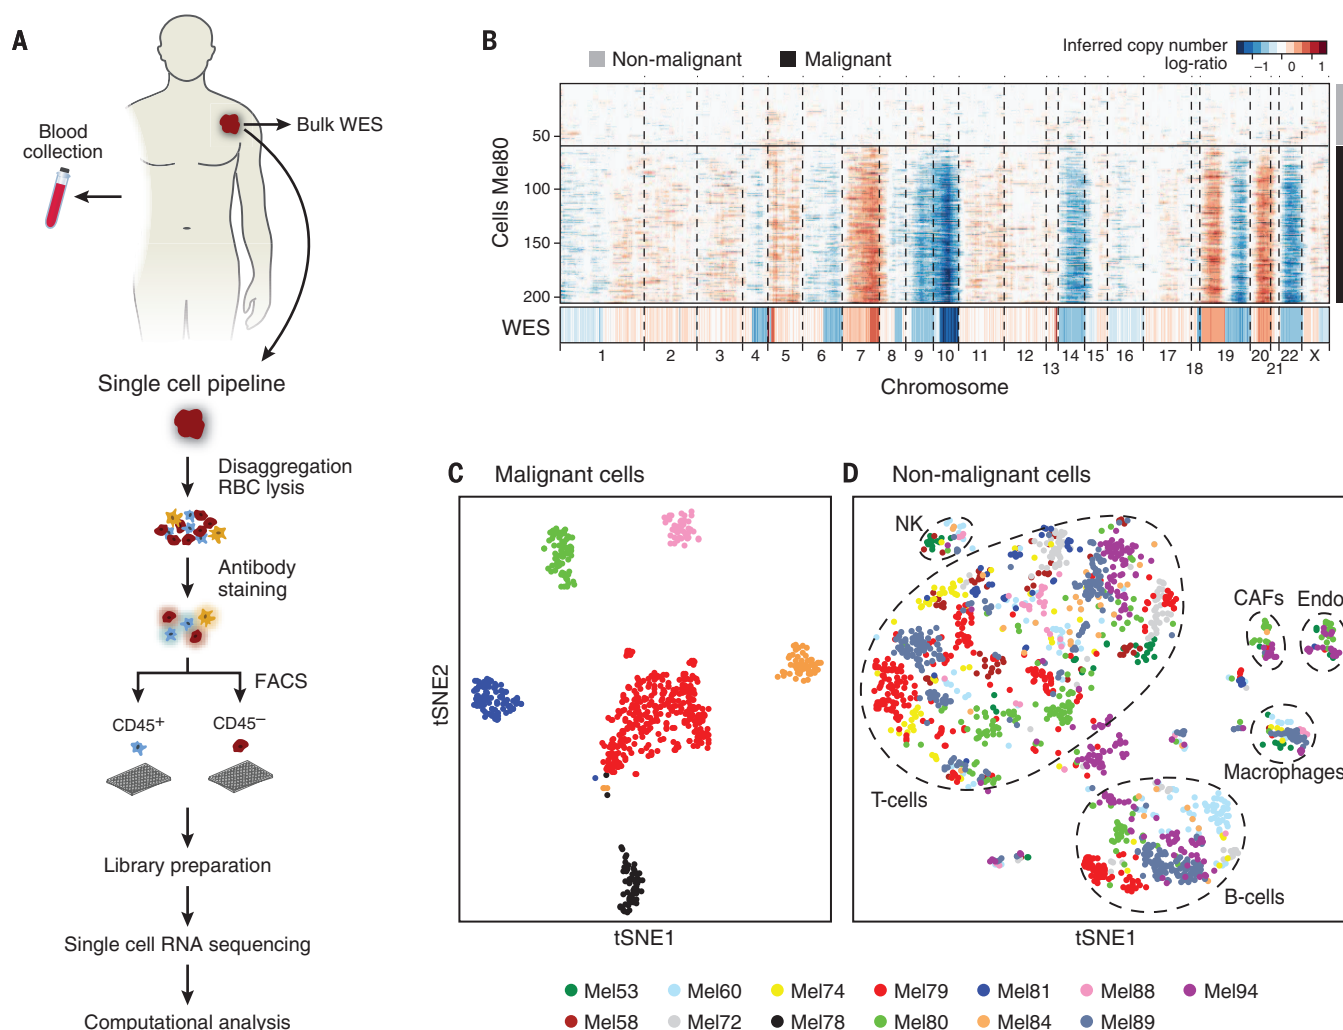 A
Blood
collection
Bulk WES
Single cell pipeline
Disaggregation
RBC lysis
Antibody
staining
FACS
CD45+
CD45–
Library preparation
Single cell RNA sequencing
Computational analysis
B
Non-malignant
Malignant
Inferred copy number
log-ratio
−1
0
1
Cells Mel80
50
100
150
200
WES
1
2
3
4
5
6
7
8
9
10
11
12
13
14
15
16
17
18
19
20
21
22
X
Chromosome
C
Malignant cells
tSNE2
tSNE1
D
Non-malignant cells
NK
T-cells
CAFs
Endo
Macrophages
B-cells
tSNE1
Mel53
Mel60
Mel74
Mel79
Mel81
Mel88
Mel94
Mel58
Mel72
Mel78
Mel80
Mel84
Mel89